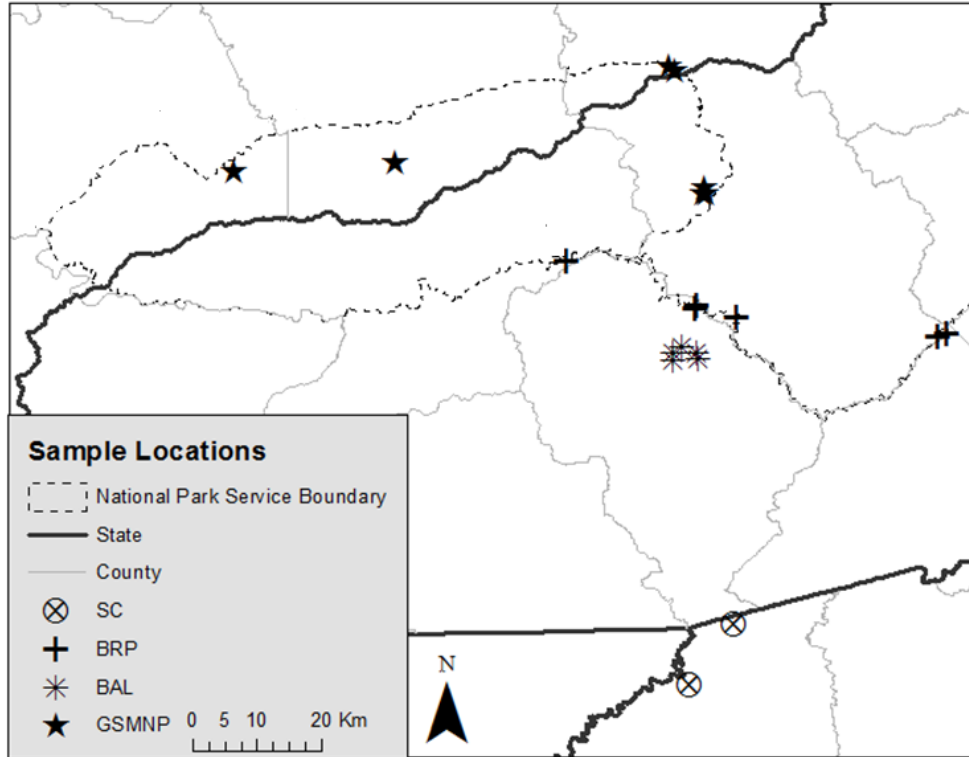 Sample Locations
National Park Service Boundary
State
County
SC
BRP
BAL
GSMNP
0 5 10 20 Km
N